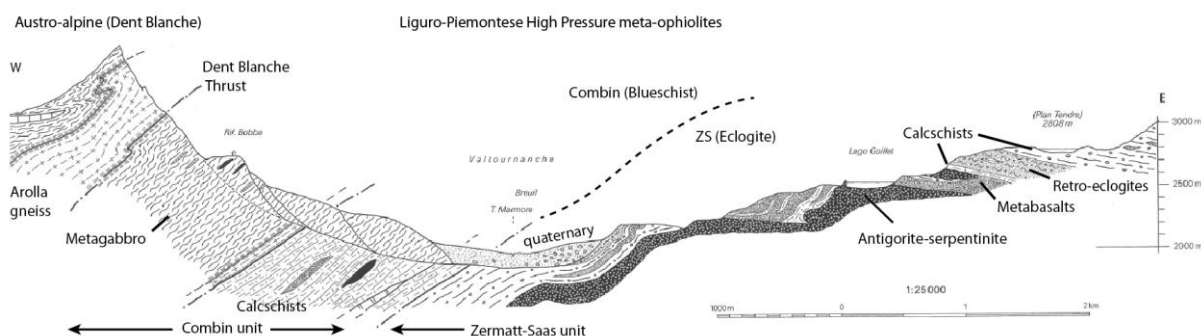 Austro-alpine (Dent Blanche)
Liguro-Piemontese High Pressure meta-ophiolites
W
Dent Blanche
Thrust
Combin (Blueschist)
E
(Plan Tendre)
2808 m
3000 m
Rif. Bobba
ZS (Eclogite)
Calcschists
Valtournanche
Lago Goillet
Arolla
gneiss
Breuil
Retro-eclogites
2500 m
T. Marmore
Metabasalts
Metagabbro
quaternary
Antigorite-serpentinite
2000 m
Calcschists
1:25000
1000 m
0
1
2 km
Combin unit
Zermatt-Saas unit